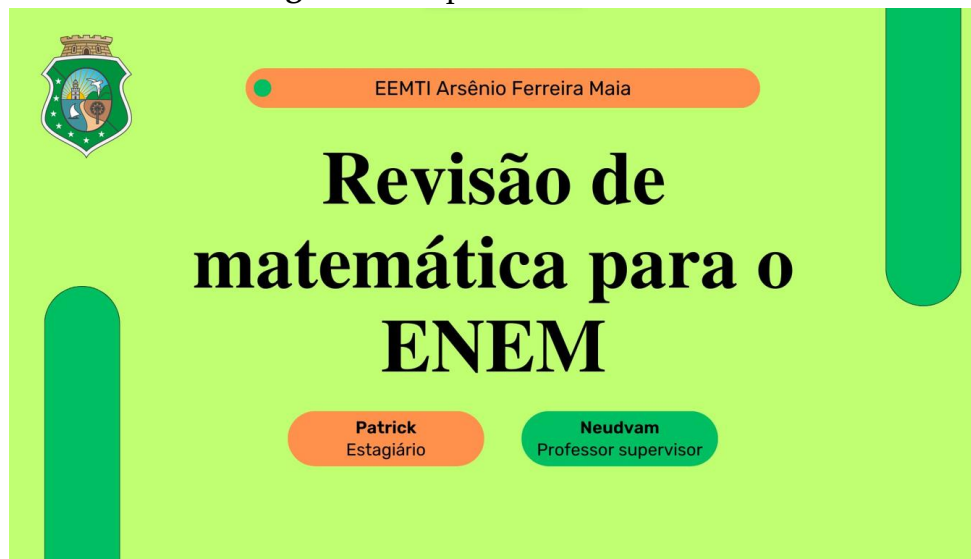 EEMTI Arsênio Ferreira Maia
Revisão de
matemática para o
ENEM
Patrick
Estagiário
Neudvam
Professor supervisor